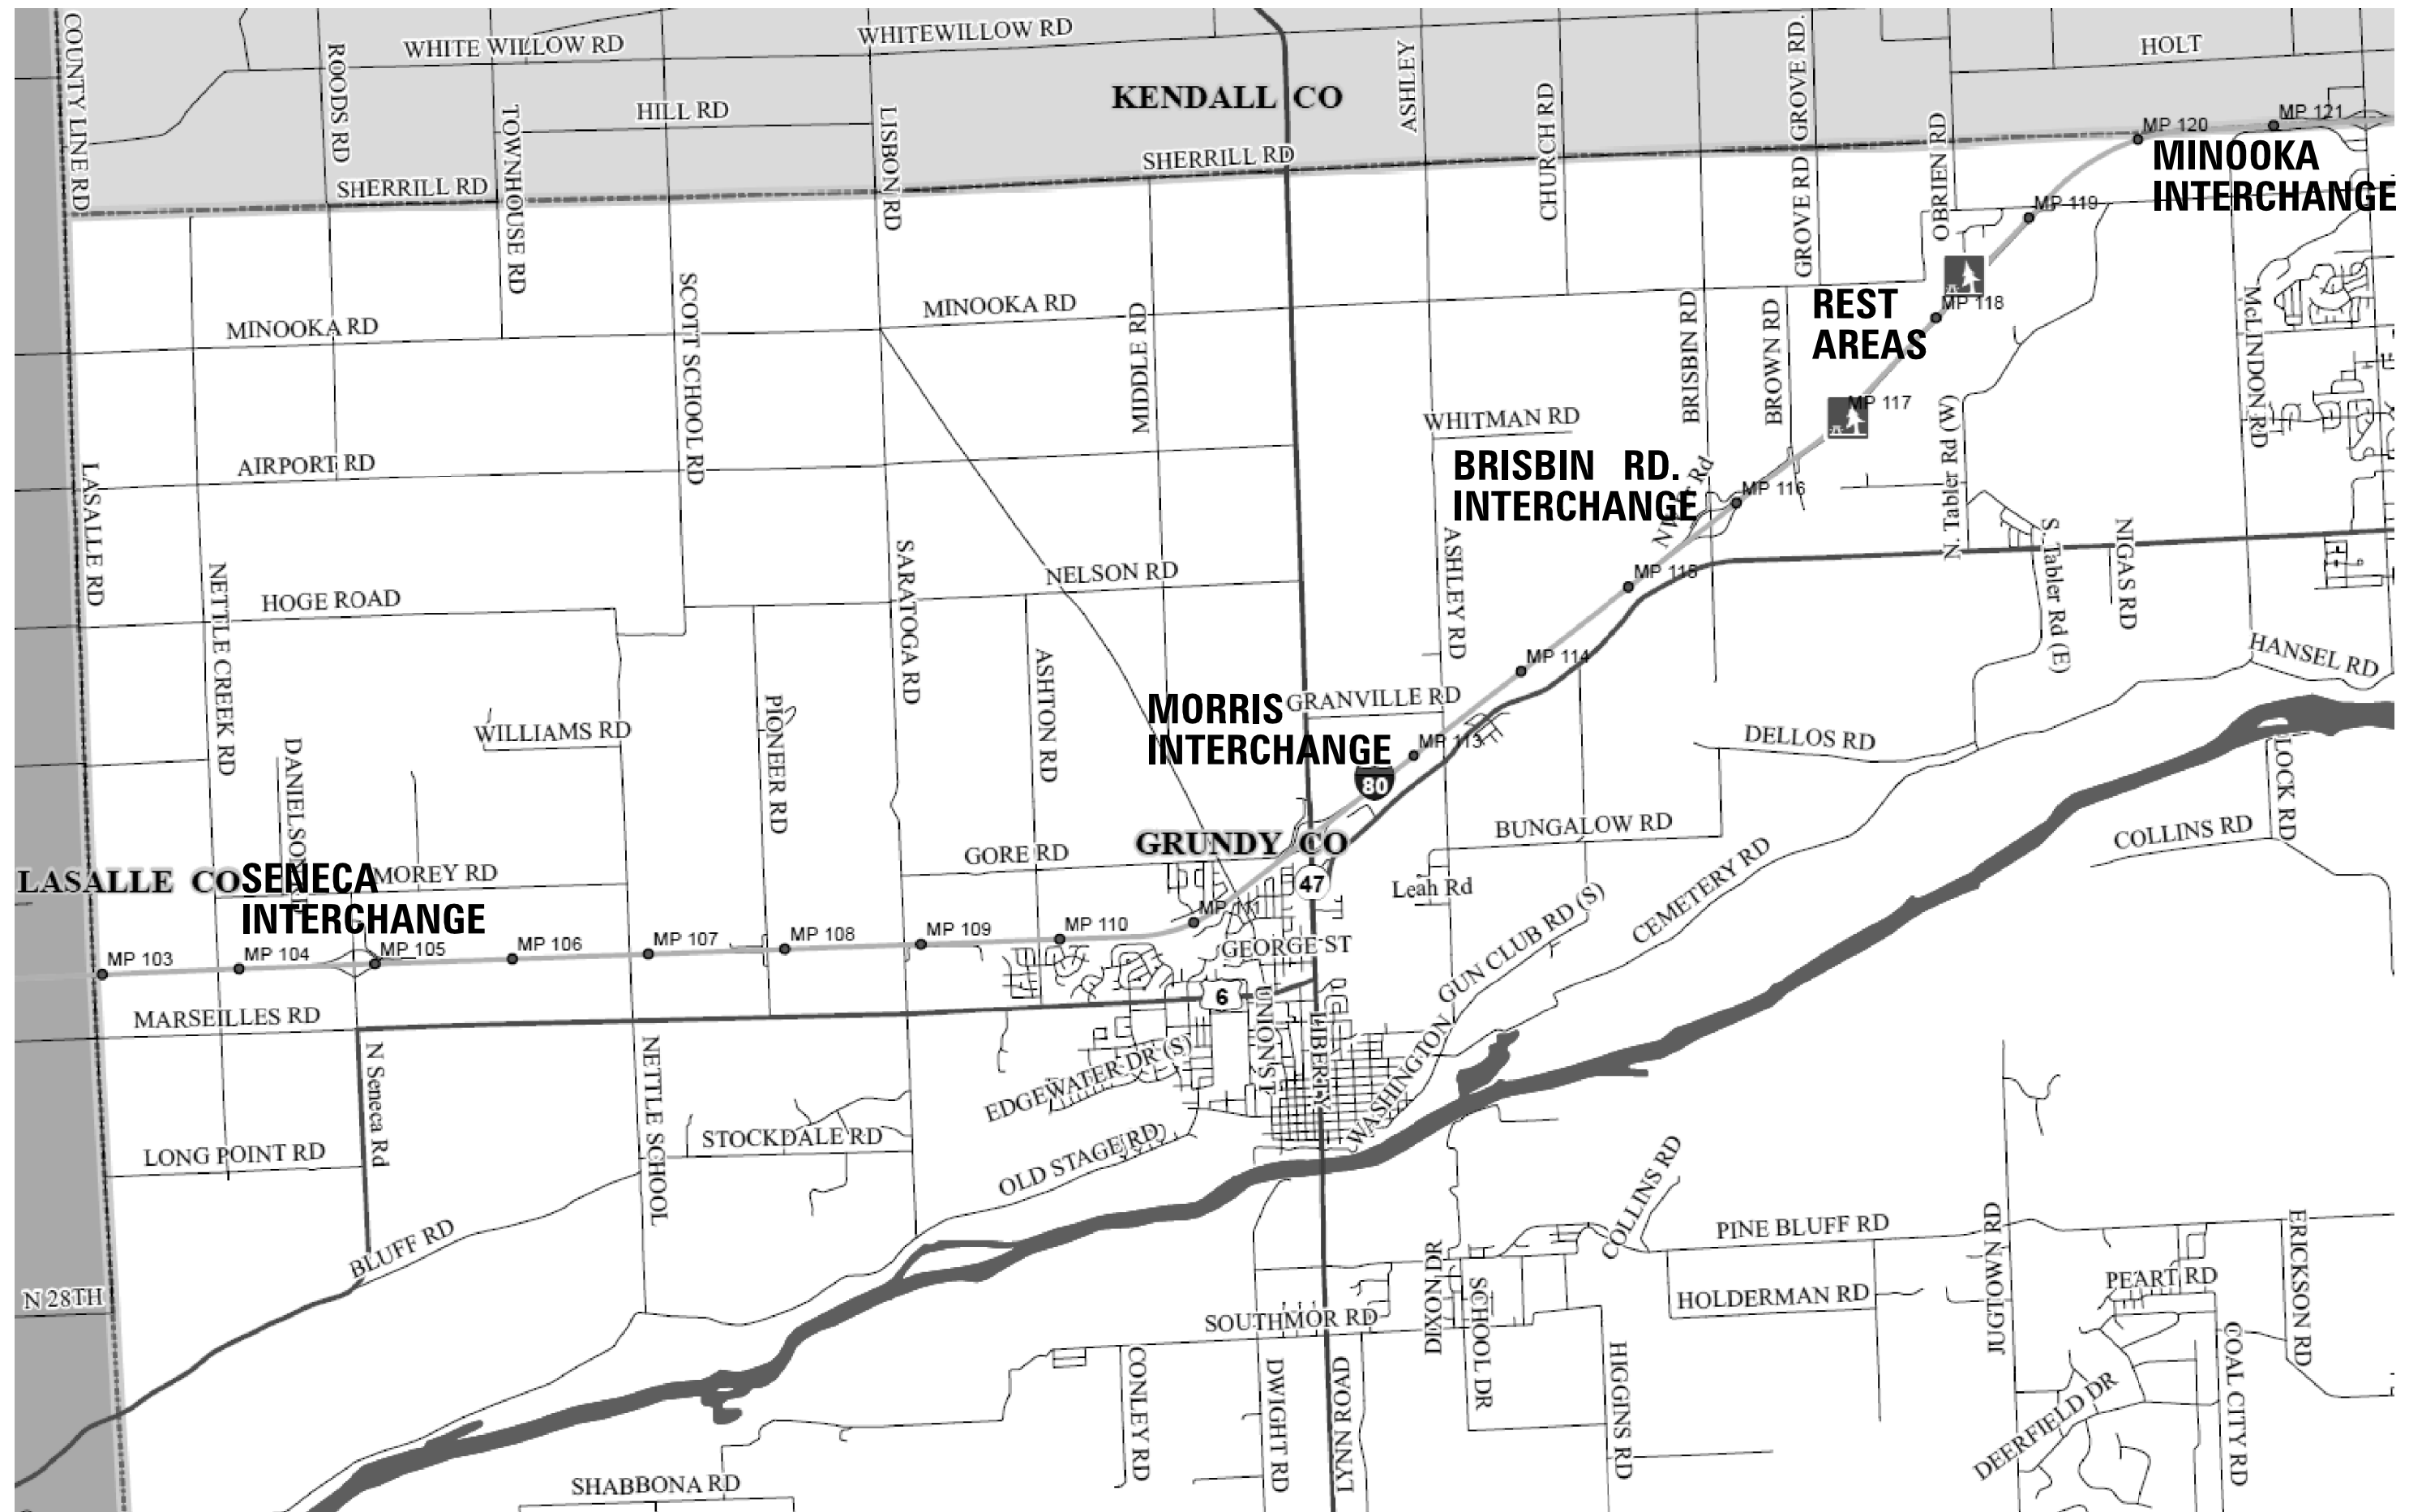 COUNTY LINE RD
ROODS RD
WHITE WILLOW RD
WHITEWILLOW RD
TOWNHOUSE RD
HILL RD
LISBON RD
KENDALL CO
ASHLEY
CHURCH RD
GROVE RD.
GROVE RD
OBRIEN RD
HOLT
MP 120
MP 121
MINOOKA
INTERCHANGE
SHERRILL RD
SHERRILL RD
MP 119
GROVE RD
SCOTT SCHOOL RD
MINOOKA RD
MINOOKA RD
MIDDLE RD
BRISBIN RD
BROWN RD
REST
AREAS
MP 118
McLINDON RD
MP 117
WHITMAN RD
N. Tabler Rd (W)
LASALLE RD
AIRPORT RD
BRISBIN RD.
INTERCHANGE
Rd
MP 116
ASHLEY RD
S. Tabler Rd (E)
NIGAS RD
SARATOGA RD
NETTLE CREEK RD
HOGE ROAD
NELSON RD
MP 115
HANSEL RD
ASHTON RD
PIONEER RD
MP 114
MORRIS
INTERCHANGE
GRANVILLE RD
WILLIAMS RD
MP 113
DELLOS RD
LOCK RD
80
DANIELSON
GRUNDY CO
GORE RD
BUNGALOW RD
COLLINS RD
LASALLE CO
SENECA
INTERCHANGE
MOREY RD
47
Leah Rd
CEMETERY RD
GUN CLUB RD (S)
MP 103
MP 104
MP 105
MP 106
MP 107
MP 108
MP 109
MP 110
MP 111
GEORGE ST
6
MARSEILLES RD
N Seneca Rd
NETTLE SCHOOL
UNION ST
LIBERTY
WASHINGTON
EDGEWATER DR (S)
STOCKDALE RD
OLD STAGE RD
LONG POINT RD
BLUFF RD
COLLINS RD
PINE BLUFF RD
JUGTOWN RD
ERICKSON RD
DIXON DR
SCHOOL DR
PEART RD
N 28TH
HOLDERMAN RD
SOUTHMOR RD
CONLEY RD
DWIGHT RD
LYNN ROAD
HIGGINS RD
COAL CITY RD
DEERFIELD DR
SHABBONA RD